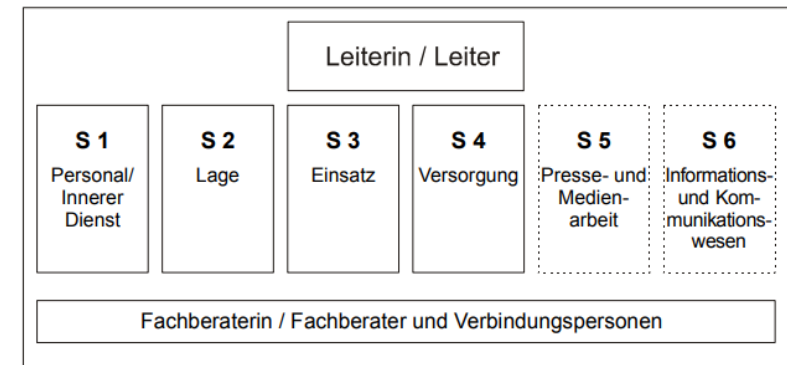 Leiterin / Leiter
S 1
Personal/
Innerer
Dienst
S 2
Lage
S 3
Einsatz
S 4
Versorgung
S 5
Presse- und
Medien-
arbeit
S 6
Informations-
und Kom-
munikations-
wesen
Fachberaterin / Fachberater und Verbindungspersonen